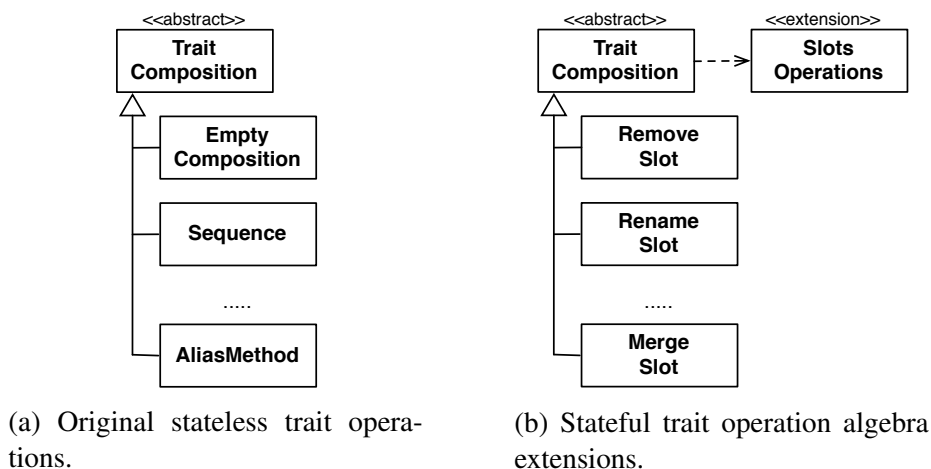 <<abstract>>
Trait
Composition
Empty
Composition
Sequence
.....
AliasMethod
(a) Original stateless trait opera-
tions.
<<abstract>>
Trait
Composition
<<extension>>
Slots
Operations
Remove
Slot
Rename
Slot
.....
Merge
Slot
(b) Stateful trait operation algebra
extensions.